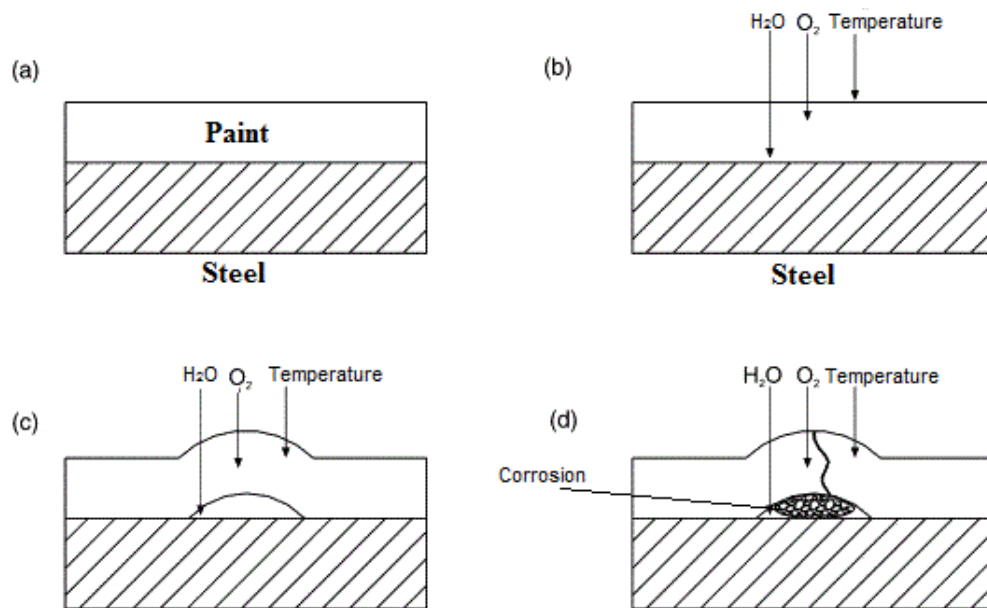 (a)
Paint
Steel
(b)
H₂O O₂ Temperature
Steel
(c)
H₂O O₂ Temperature
(d)
H₂O O₂ Temperature
Corrosion